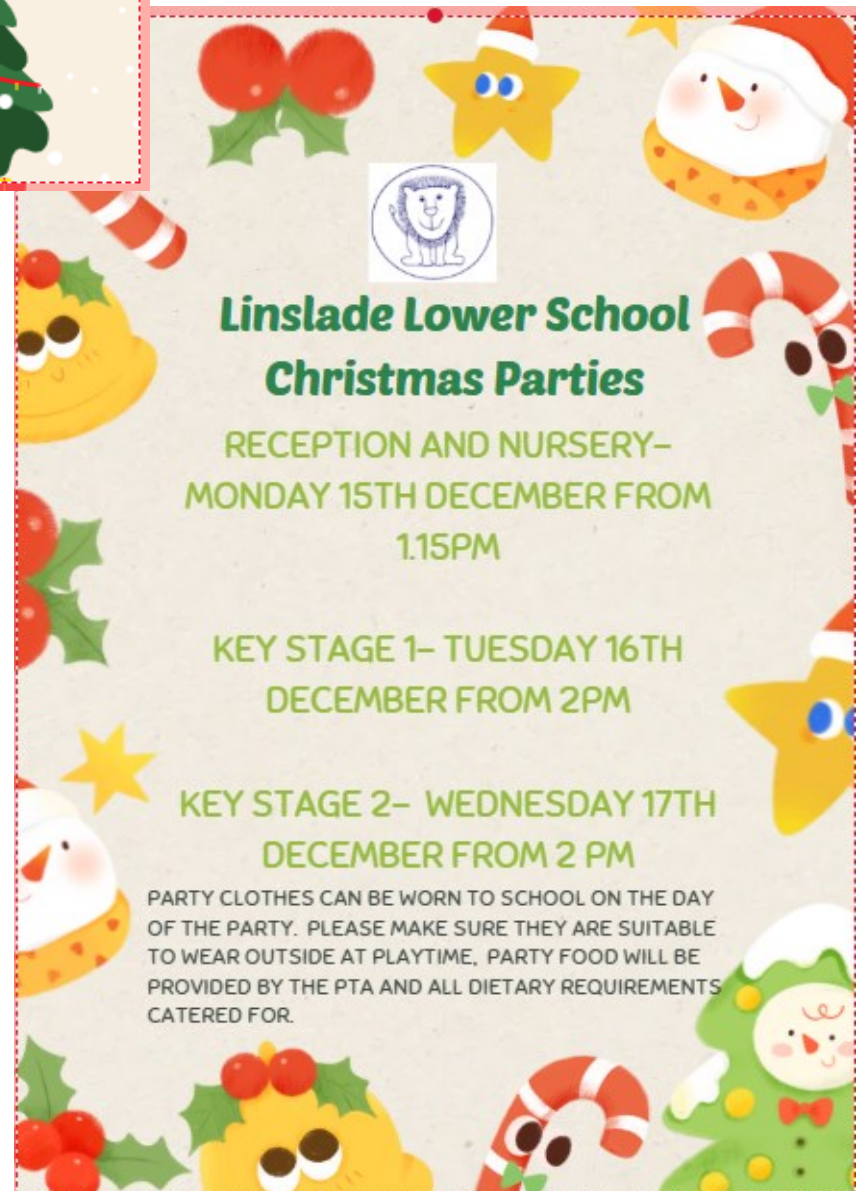 Linslade Lower School
Christmas Parties
RECEPTION AND NURSERY–
MONDAY 15TH DECEMBER FROM
1.15PM
KEY STAGE 1– TUESDAY 16TH
DECEMBER FROM 2PM
KEY STAGE 2– WEDNESDAY 17TH
DECEMBER FROM 2 PM
PARTY CLOTHES CAN BE WORN TO SCHOOL ON THE DAY
OF THE PARTY. PLEASE MAKE SURE THEY ARE SUITABLE
TO WEAR OUTSIDE AT PLAYTIME, PARTY FOOD WILL BE
PROVIDED BY THE PTA AND ALL DIETARY REQUIREMENTS
CATERED FOR.